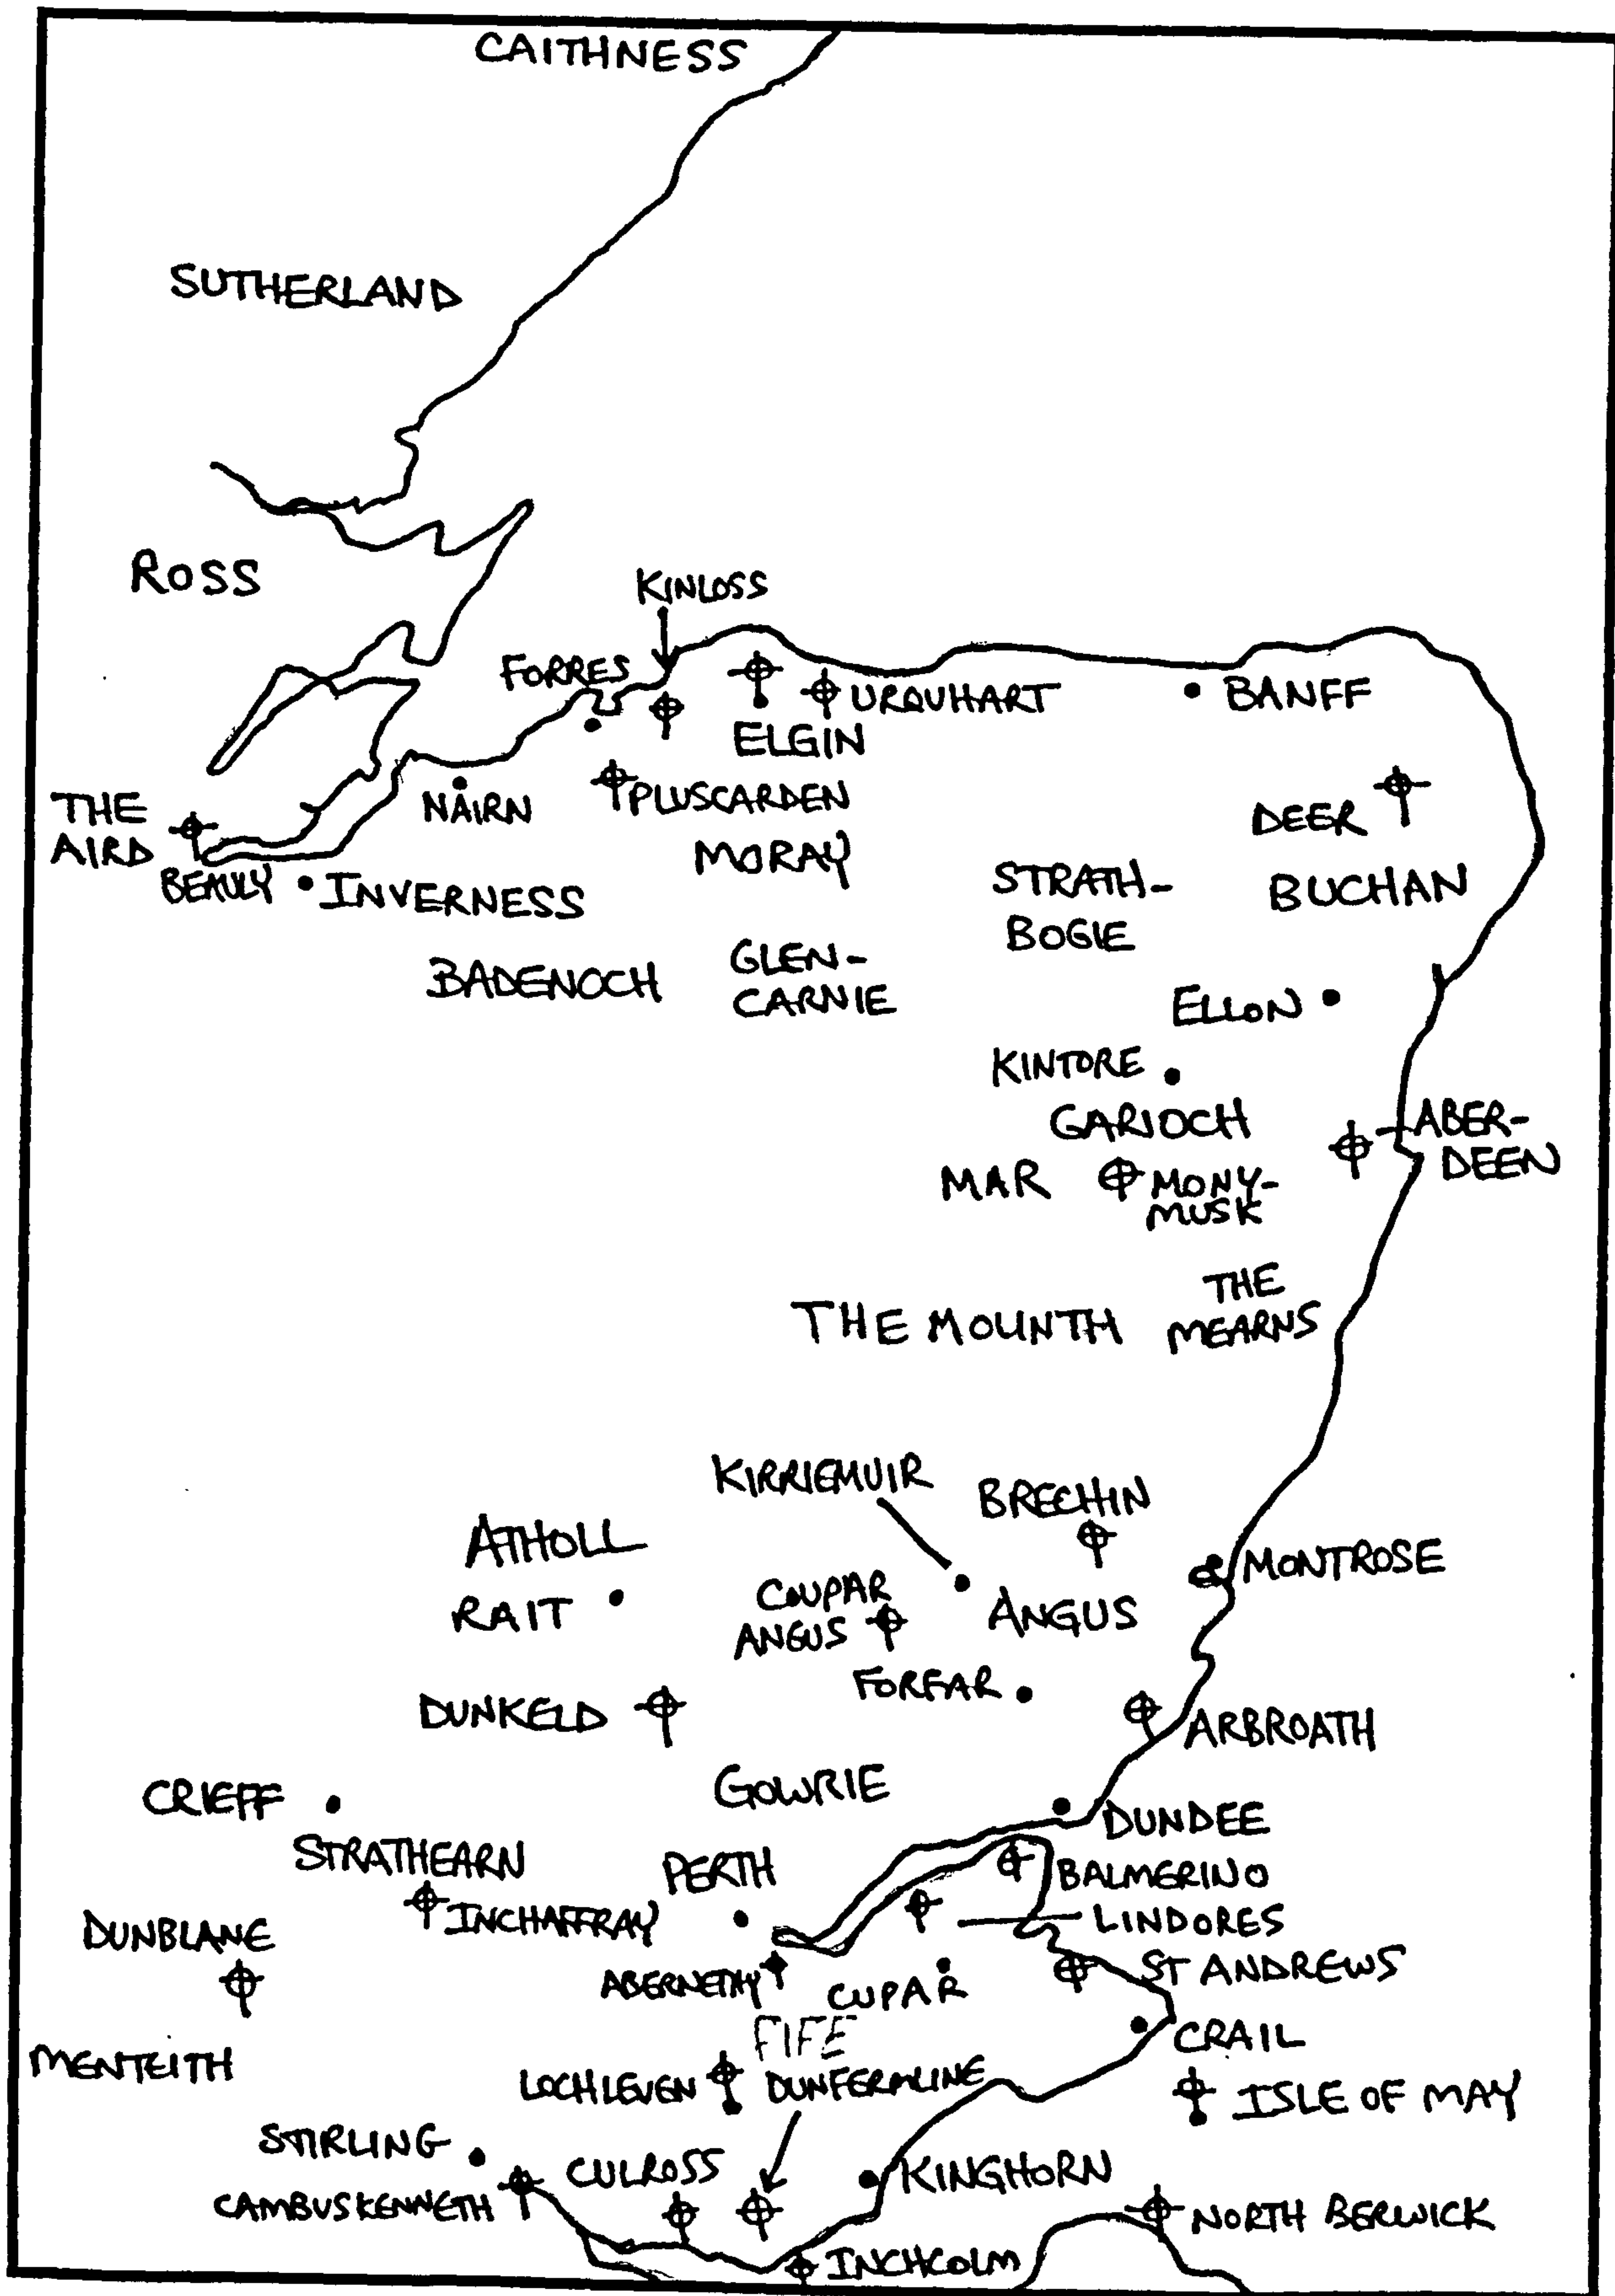 CAITHNESS
SUTHERLAND
ROSS
KINLOSS
FORRES
URQUHART
BANFF
ELGIN
THE
AIRD
NAIRN
PLUSCARDEN
DEER
MORAY
BEAULY
INVERNESS
STRATH-
BOGIE
BUCHAN
BADENOCH
GLEN-
CARNIE
ELLON
KINTORE
GARIOCH
ABER-
DEEN
MAR
MONY-
MUSK
THE MOUNTH
THE
MEARNS
KIRRIEMUIR
BRECHIN
ATHOLL
MONTROSE
RAIT
COUPAR
ANGUS
ANGUS
FORFAR
DUNKELD
ARBROATH
CRIEFF
GOWRIE
DUNDEE
STRATHEARN
PERTH
BALMERINO
INCHAFFRAY
LINDORES
DUNBLANE
ABERNETHY
CUPAR
ST ANDREWS
FIFE
CRAIL
MENTEITH
LOCHLEVEN
DUNFERMLINE
ISLE OF MAY
STIRLING
CULROSS
KINGHORN
CAMBUSKENNETH
NORTH BERWICK
INCHCOLM